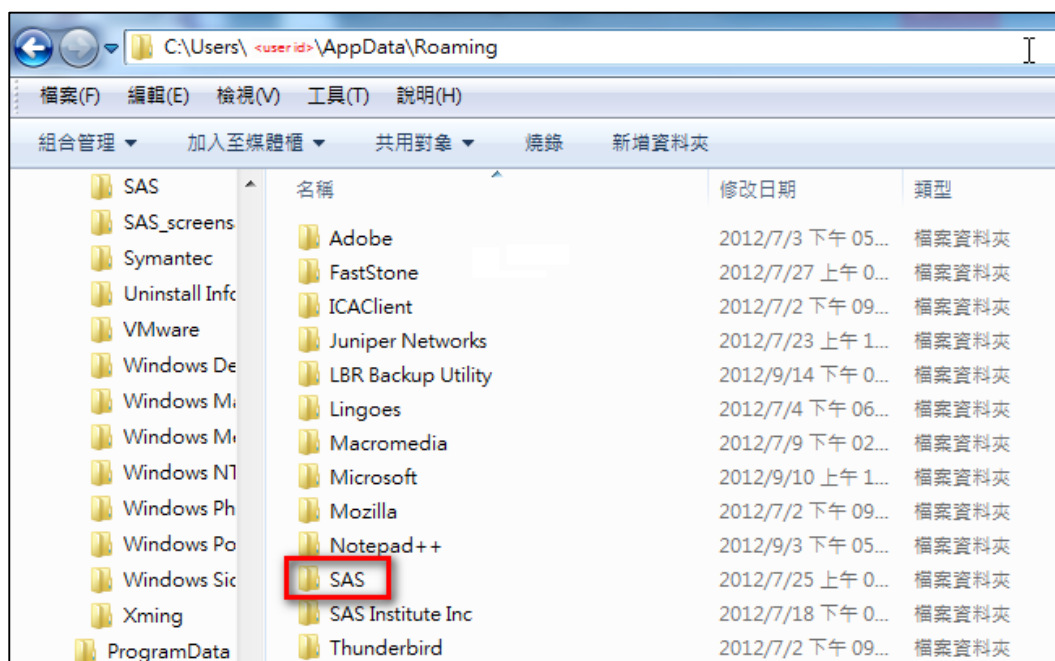 C:\Users\ <userid>\AppData\Roaming
檔案(F) 編輯(E) 檢視(V) 工具(T) 說明(H)
組合管理 加入至媒體櫃 共用對象 燒錄 新增資料夾
SAS
SAS_screens
Symantec
Uninstall Info
VMware
Windows De
Windows Ma
Windows Me
Windows NT
Windows Ph
Windows Po
Windows Sic
Xming
ProgramData
名稱 修改日期 類型
Adobe 2012/7/3 下午 05... 檔案資料夾
FastStone 2012/7/27 上午 0... 檔案資料夾
ICAClient 2012/7/2 下午 09... 檔案資料夾
Juniper Networks 2012/7/23 上午 1... 檔案資料夾
LBR Backup Utility 2012/9/14 下午 0... 檔案資料夾
Lingoes 2012/7/4 下午 06... 檔案資料夾
Macromedia 2012/7/9 下午 02... 檔案資料夾
Microsoft 2012/9/10 上午 1... 檔案資料夾
Mozilla 2012/7/2 下午 09... 檔案資料夾
Notepad++ 2012/9/3 下午 05... 檔案資料夾
SAS 2012/7/25 上午 0... 檔案資料夾
SAS Institute Inc 2012/7/18 下午 0... 檔案資料夾
Thunderbird 2012/7/2 下午 09... 檔案資料夾